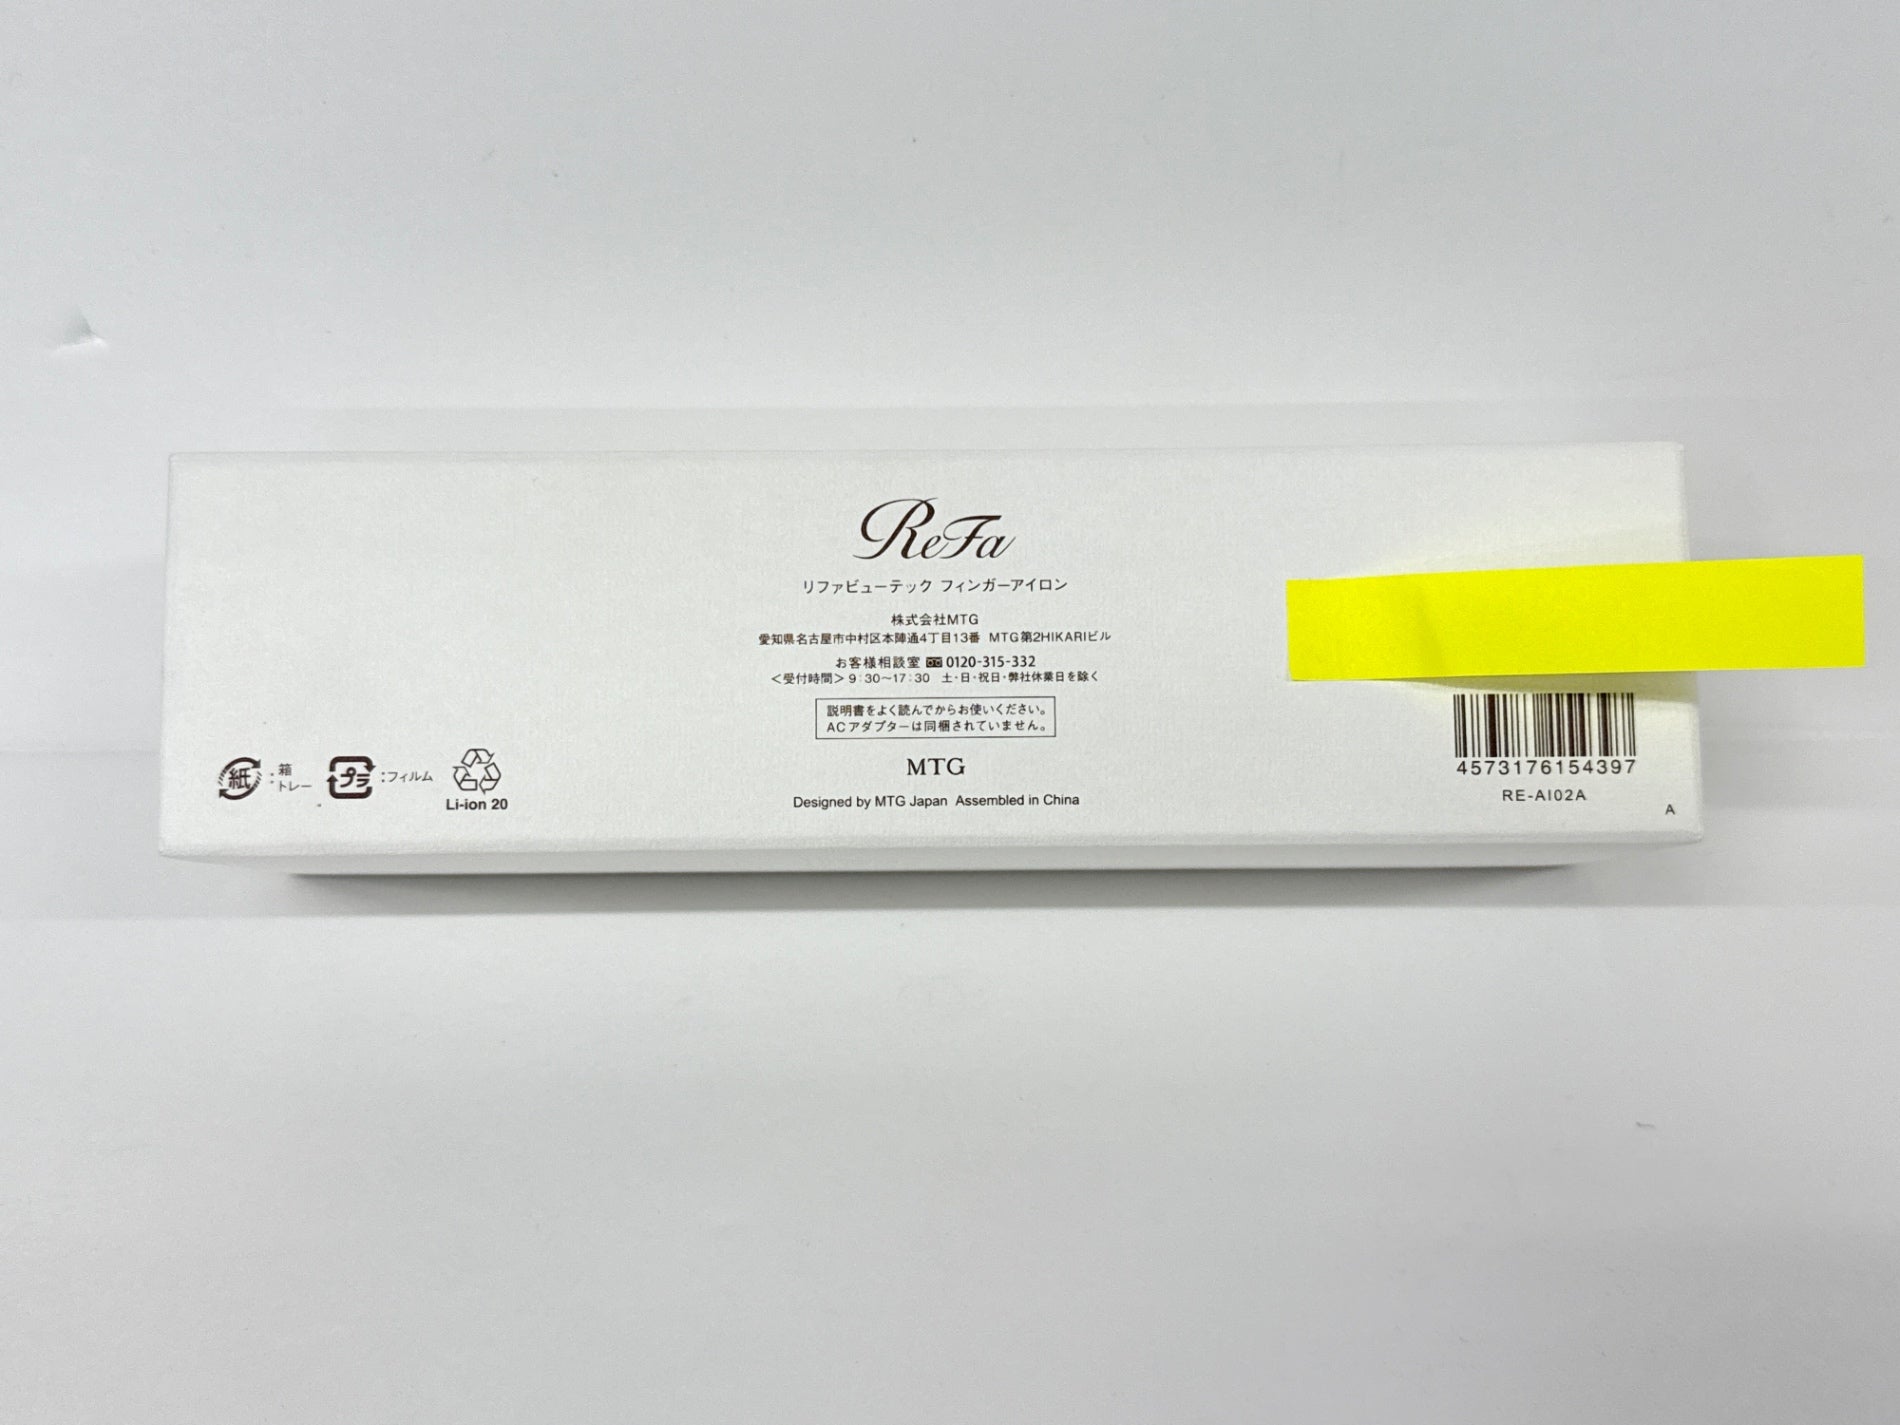 ReFa
リファビューテック フィンガーアイロン
株式会社MTG
愛知県名古屋市中村区本陣通4丁目13番 MTG第2HIKARIビル
お客様相談室 0120-315-332
＜受付時間＞9:30〜17:30 土・日・祝日・弊社休業日を除く
説明書をよく読んでからお使いください。
ACアダプターは同梱されていません。
MTG
Designed by MTG Japan Assembled in China
紙 :箱
トレー
プラ :フィルム
Li-ion 20
4573176154397
RE-AI02A
A